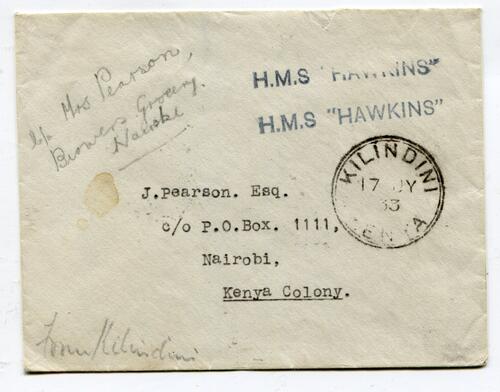 c/o Mrs Pearson,
Browers Grocery,
Nairobi
H.M.S "HAWKINS"
H.M.S "HAWKINS"
KILINDINI
17 JY
33
KENYA
J.Pearson. Esq.
c/o P.O.Box. 1111,
Nairobi,
Kenya Colony.
from Kilindini